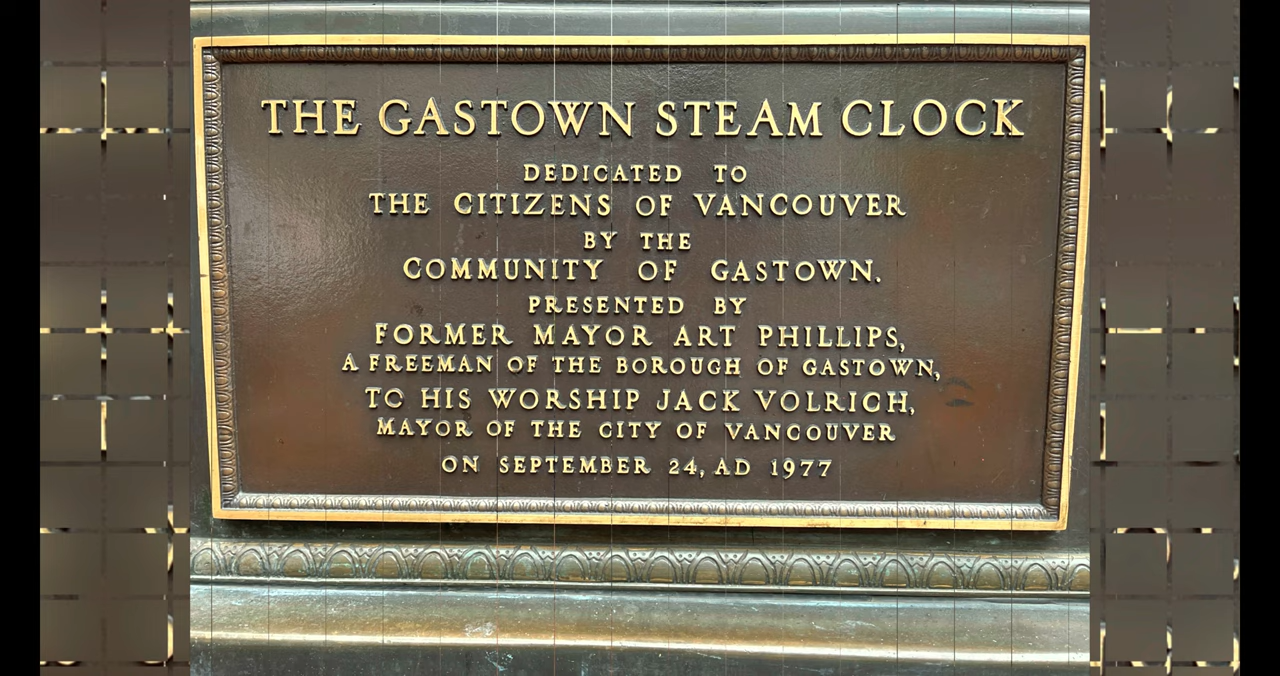 THE GASTOWN STEAM CLOCK
DEDICATED TO
THE CITIZENS OF VANCOUVER
BY THE
COMMUNITY OF GASTOWN.
PRESENTED BY
FORMER MAYOR ART PHILLIPS,
A FREEMAN OF THE BOROUGH OF GASTOWN,
TO HIS WORSHIP JACK VOLRICH,
MAYOR OF THE CITY OF VANCOUVER
ON SEPTEMBER 24, AD 1977